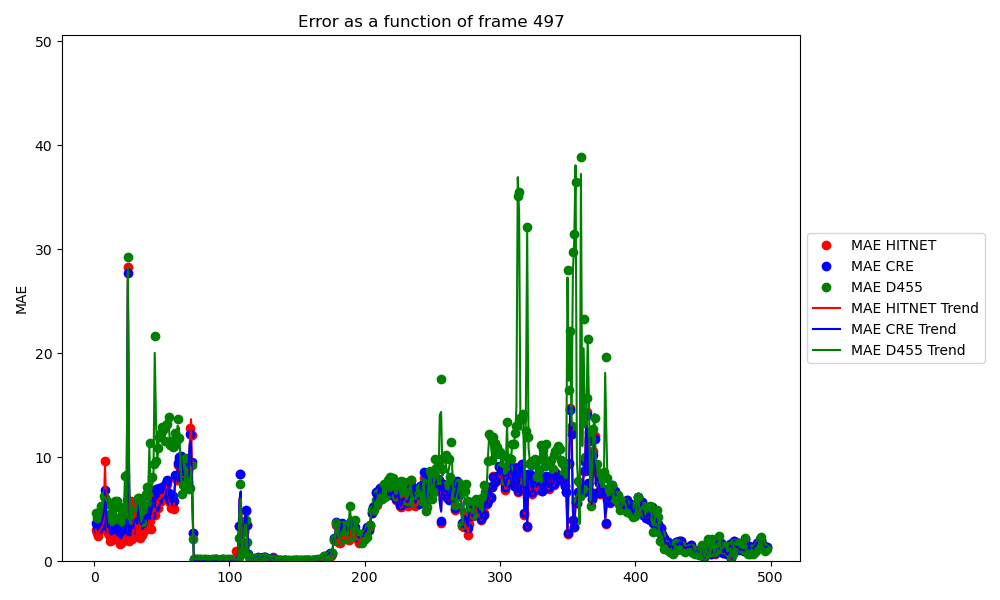 Error as a function of frame 497
MAE
50
40
30
20
10
0
0 100 200 300 400 500
MAE HITNET
MAE CRE
MAE D455
MAE HITNET Trend
MAE CRE Trend
MAE D455 Trend